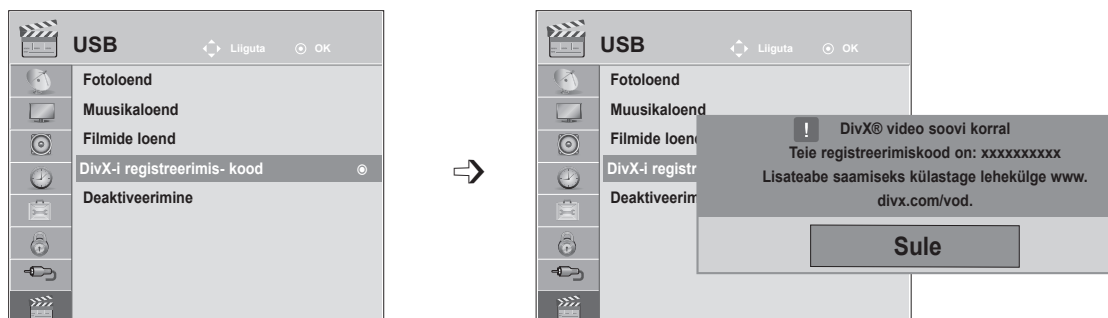 USB
Liiguta
OK
Fotoloend
Muusikaloend
Filmide loend
DivX-i registreerimis- kood
Deaktiveerimine
USB
Liiguta
OK
Fotoloend
Muusikaloend
Filmide loen
DivX-i registr
Deaktiveerim
! DivX® video soovi korral
Teie registreerimiskood on: xxxxxxxxxx
Lisateabe saamiseks külastage lehekülge www.
divx.com/vod.
Sule